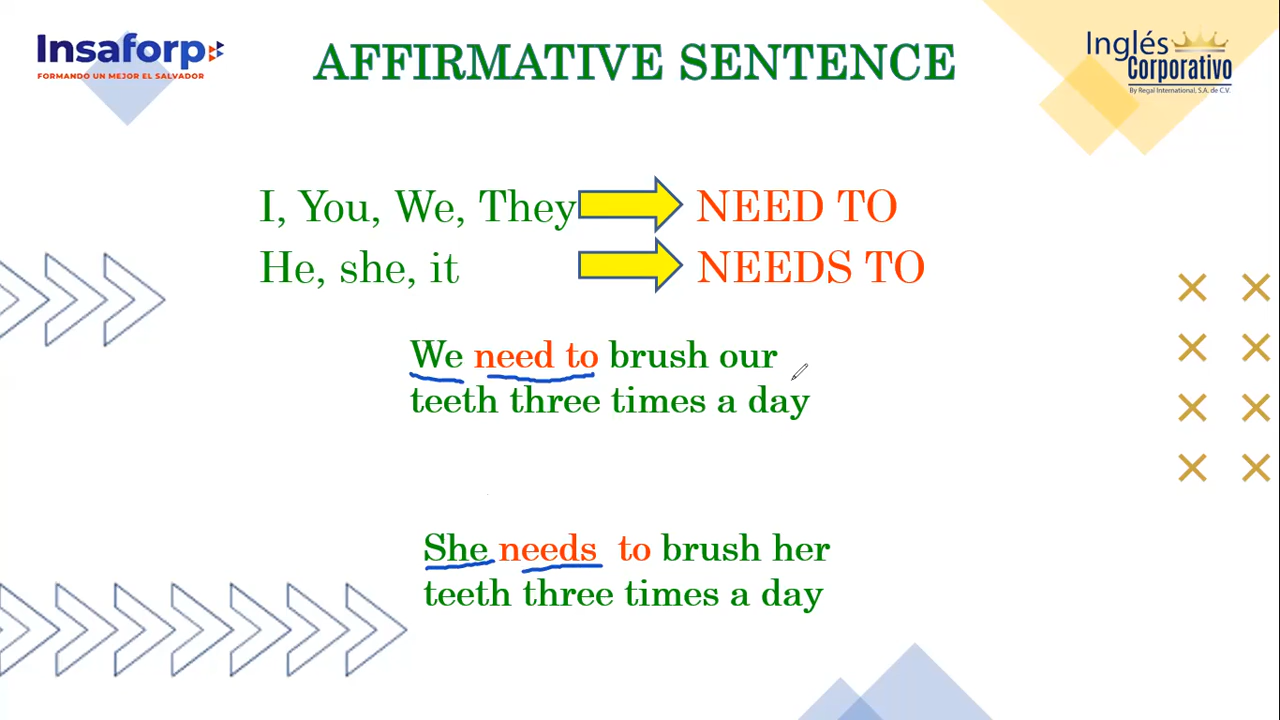 Insaforp
FORMANDO UN MEJOR EL SALVADOR
AFFIRMATIVE SENTENCE
Inglés
Corporativo
By Regal International, S.A. de C.V.
I, You, We, They NEED TO
He, she, it NEEDS TO
We need to brush our
teeth three times a day
She needs to brush her
teeth three times a day